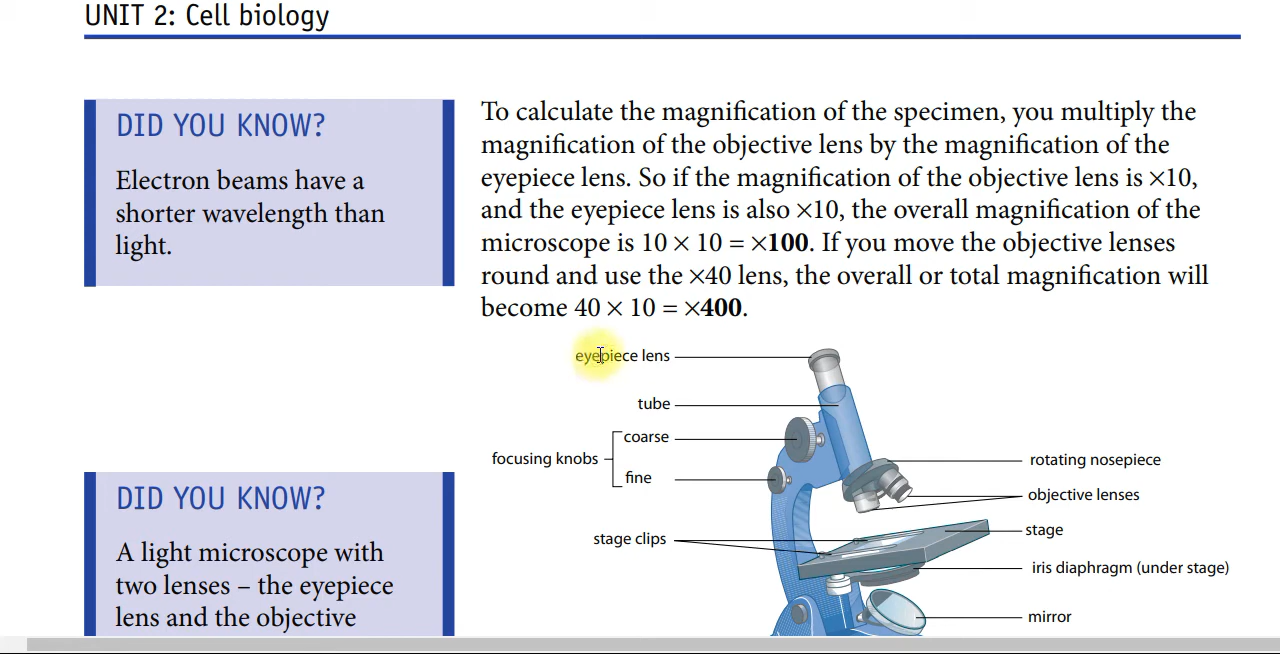 UNIT 2: Cell biology
DID YOU KNOW?
Electron beams have a
shorter wavelength than
light.
To calculate the magnification of the specimen, you multiply the
magnification of the objective lens by the magnification of the
eyepiece lens. So if the magnification of the objective lens is ×10,
and the eyepiece lens is also ×10, the overall magnification of the
microscope is 10 × 10 = ×100. If you move the objective lenses
round and use the ×40 lens, the overall or total magnification will
become 40 × 10 = ×400.
eyepiece lens
tube
coarse
focusing knobs
fine
stage clips
rotating nosepiece
objective lenses
stage
iris diaphragm (under stage)
mirror
DID YOU KNOW?
A light microscope with
two lenses – the eyepiece
lens and the objective